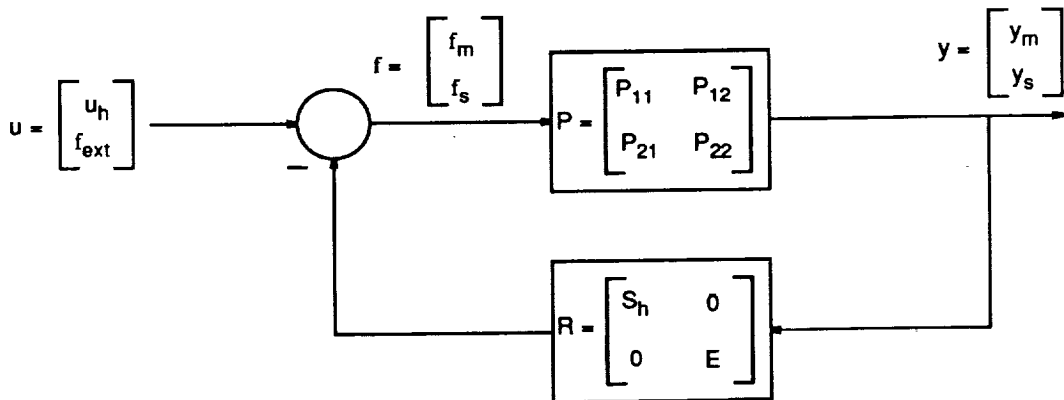 u = [ u_h
f_ext ]
−
f = [ f_m
f_s ]
P = [ P_11 P_12
P_21 P_22 ]
y = [ y_m
y_s ]
R = [ S_h 0
0 E ]